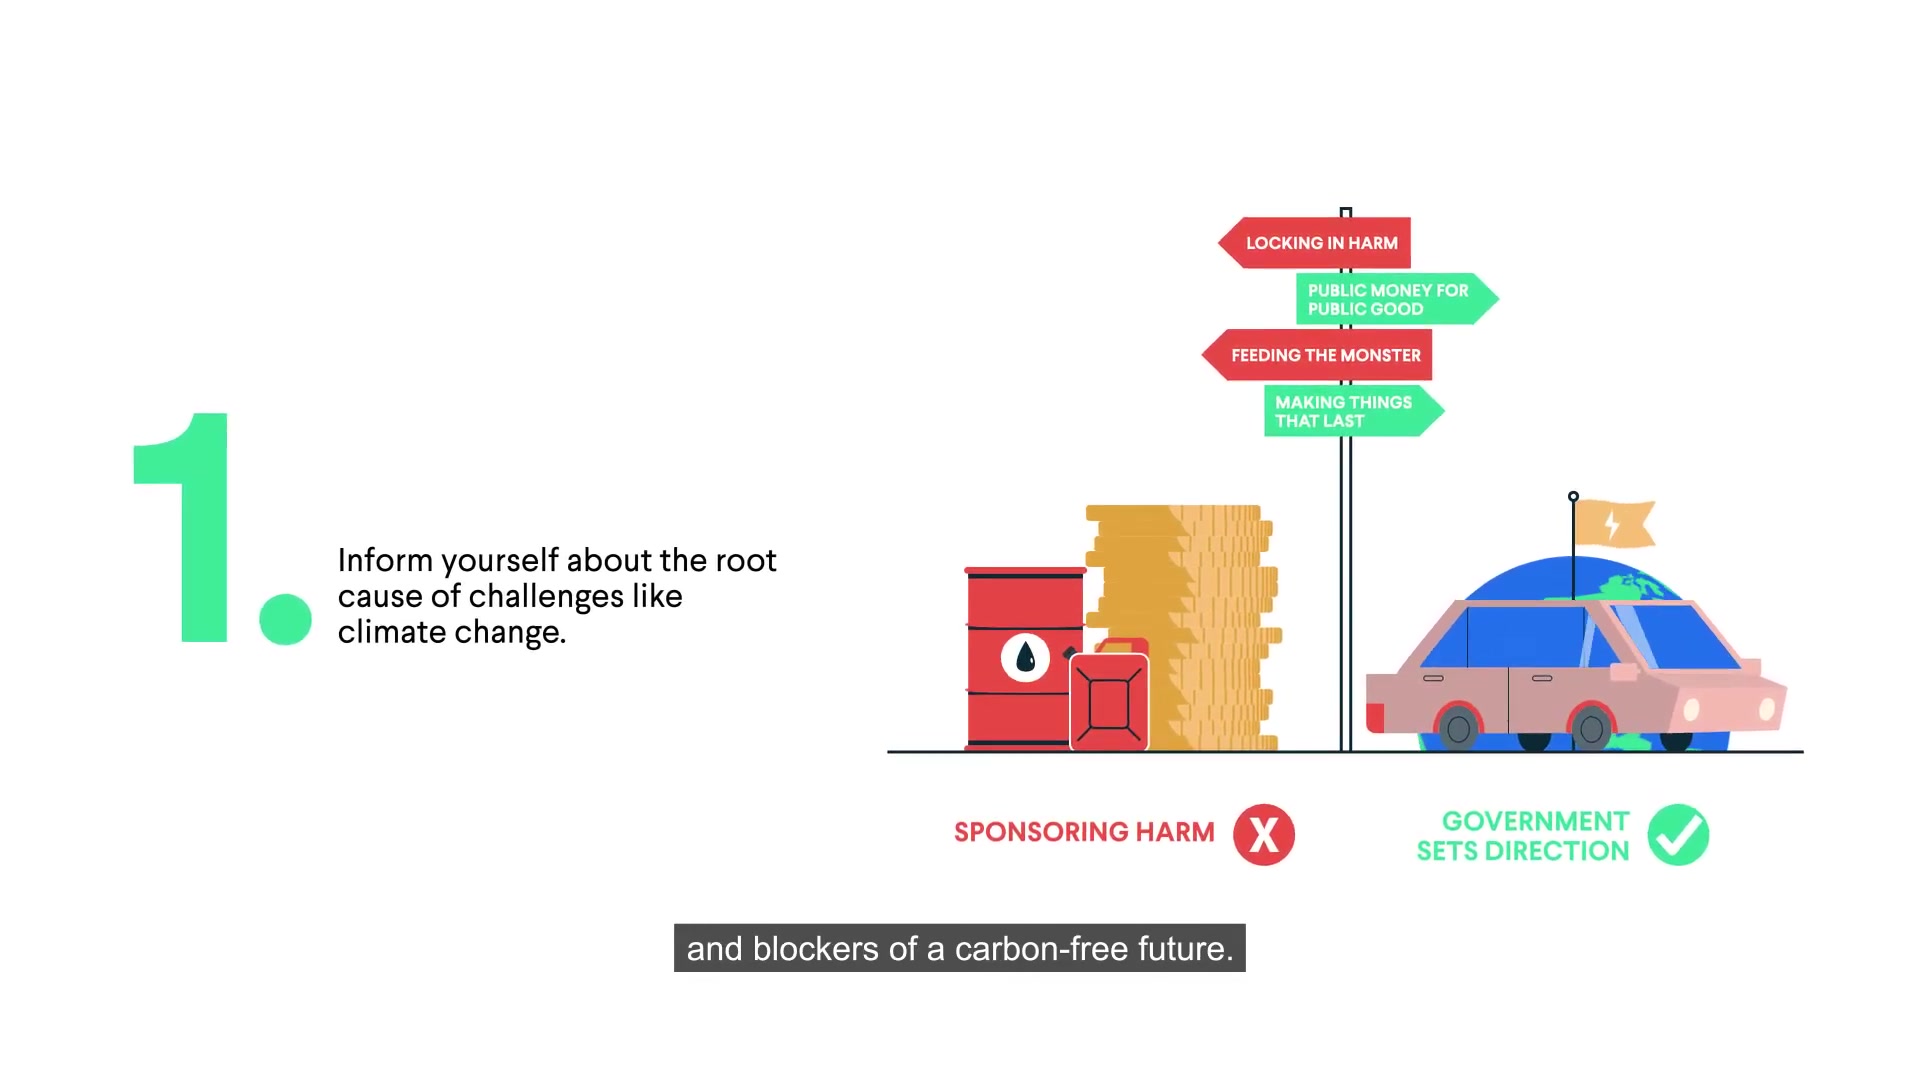 1.
Inform yourself about the root
cause of challenges like
climate change.
LOCKING IN HARM
PUBLIC MONEY FOR
PUBLIC GOOD
FEEDING THE MONSTER
MAKING THINGS
THAT LAST
SPONSORING HARM X
GOVERNMENT
SETS DIRECTION
and blockers of a carbon-free future.